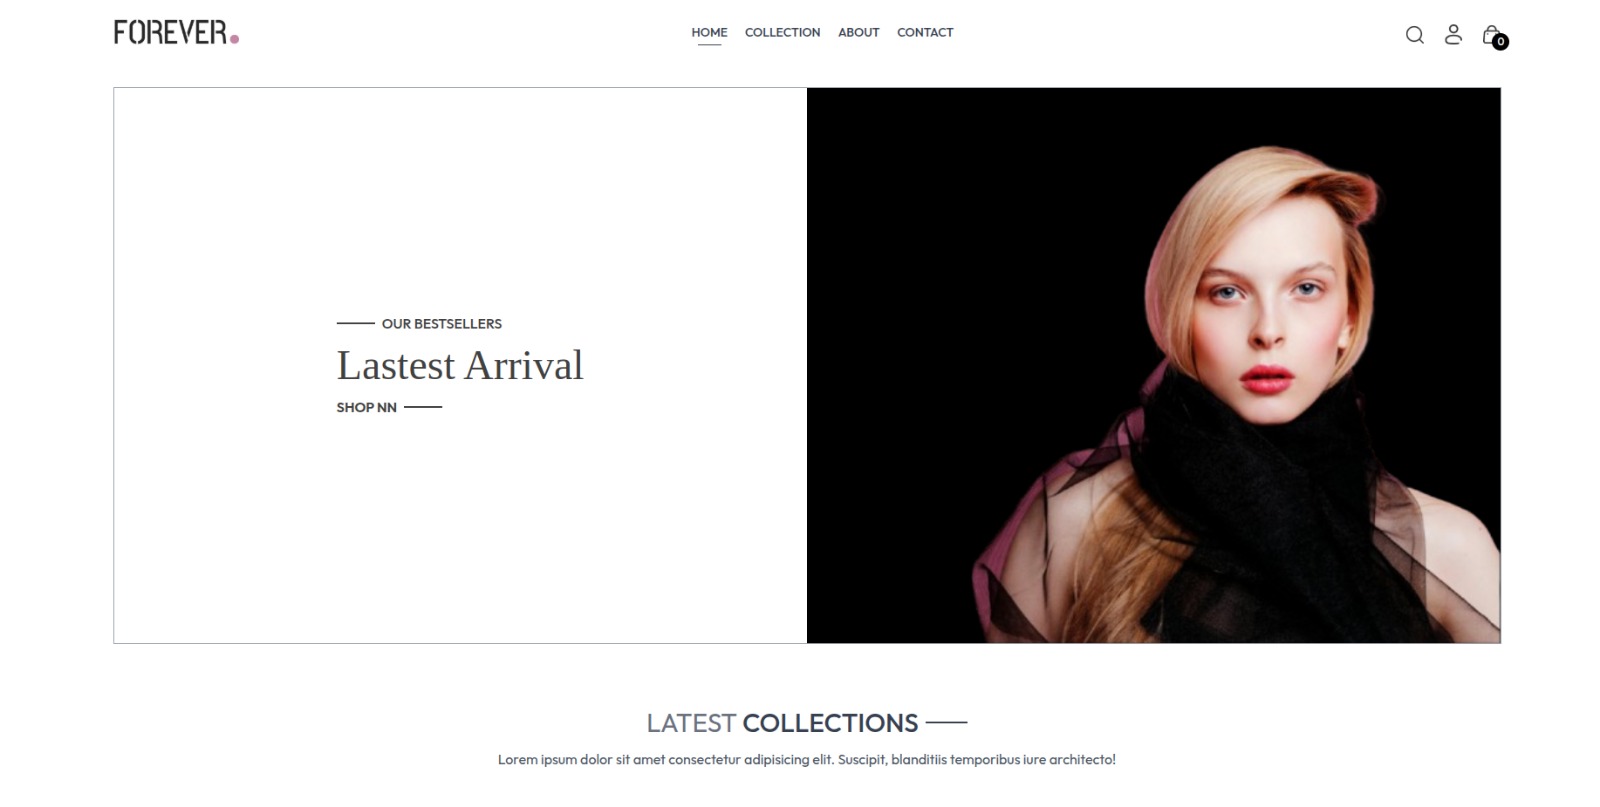 FOREVER.
HOME COLLECTION ABOUT CONTACT
0
OUR BESTSELLERS
Lastest Arrival
SHOP NN
LATEST COLLECTIONS
Lorem ipsum dolor sit amet consectetur adipisicing elit. Suscipit, blanditiis temporibus iure architecto!